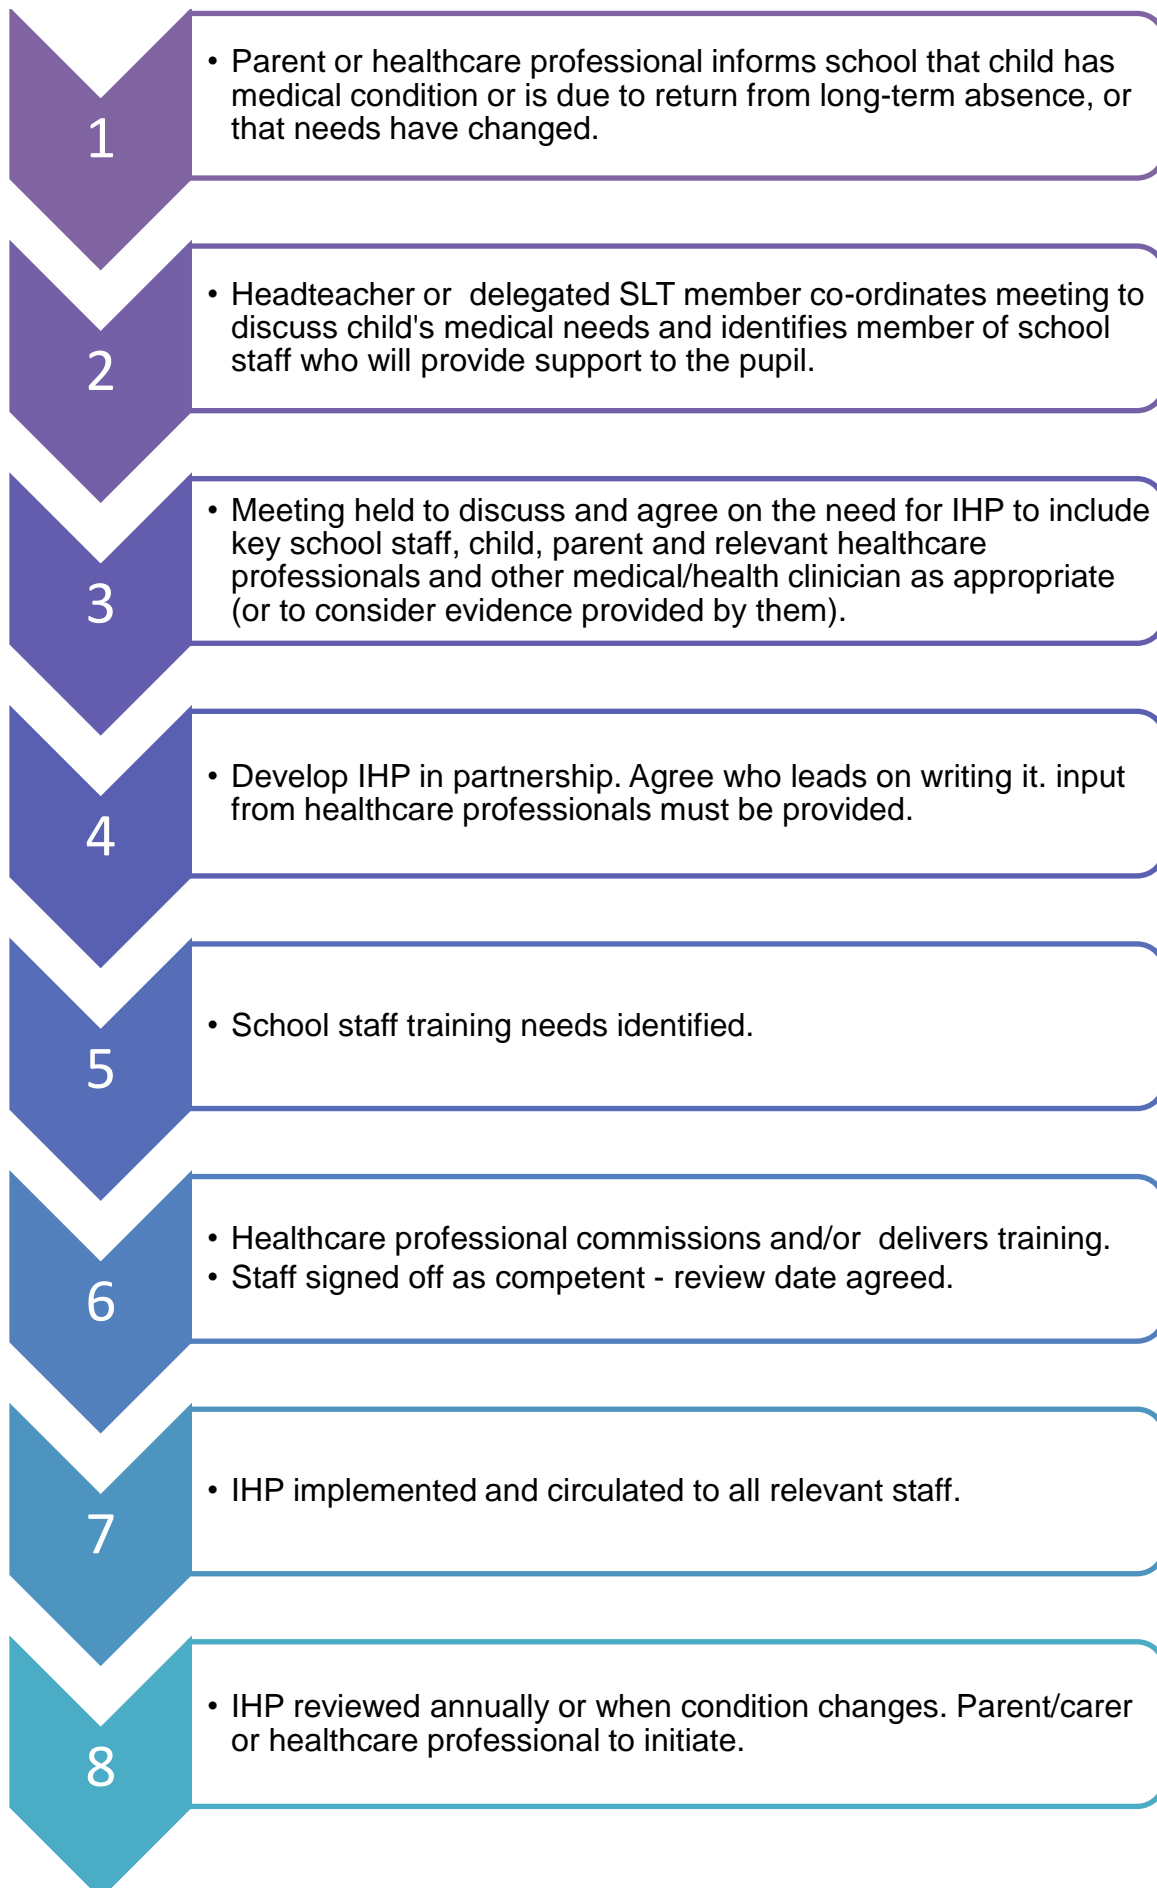 1
• Parent or healthcare professional informs school that child has
medical condition or is due to return from long-term absence, or
that needs have changed.
2
• Headteacher or  delegated SLT member co-ordinates meeting to
discuss child's medical needs and identifies member of school
staff who will provide support to the pupil.
3
• Meeting held to discuss and agree on the need for IHP to include
key school staff, child, parent and relevant healthcare
professionals and other medical/health clinician as appropriate
(or to consider evidence provided by them).
4
• Develop IHP in partnership. Agree who leads on writing it. input
from healthcare professionals must be provided.
5
• School staff training needs identified.
6
• Healthcare professional commissions and/or  delivers training.
• Staff signed off as competent - review date agreed.
7
• IHP implemented and circulated to all relevant staff.
8
• IHP reviewed annually or when condition changes. Parent/carer
or healthcare professional to initiate.